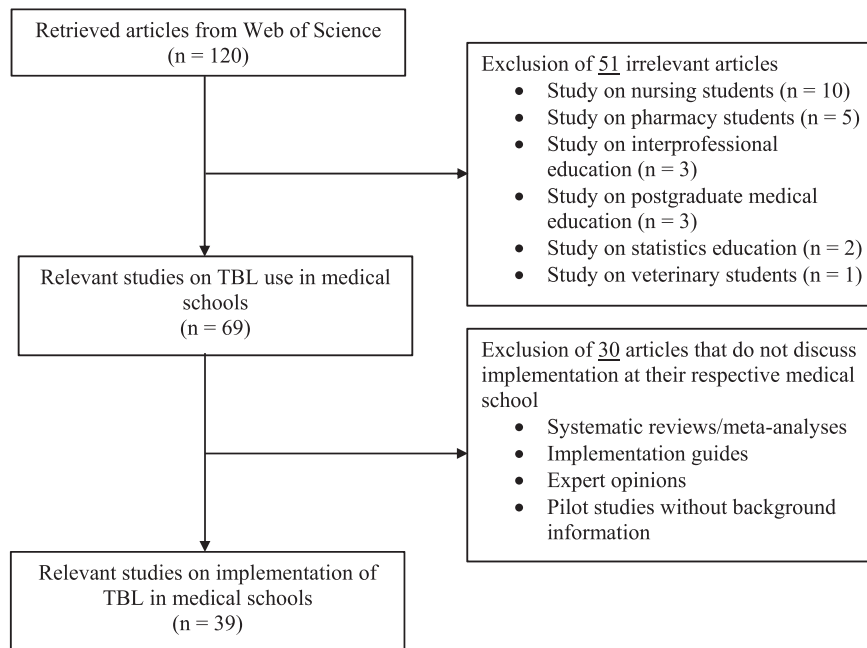 Retrieved articles from Web of Science
(n = 120)
Exclusion of 51 irrelevant articles
• Study on nursing students (n = 10)
• Study on pharmacy students (n = 5)
• Study on interprofessional
education (n = 3)
• Study on postgraduate medical
education (n = 3)
• Study on statistics education (n = 2)
• Study on veterinary students (n = 1)
Relevant studies on TBL use in medical
schools
(n = 69)
Exclusion of 30 articles that do not discuss
implementation at their respective medical
school
• Systematic reviews/meta-analyses
• Implementation guides
• Expert opinions
• Pilot studies without background
information
Relevant studies on implementation of
TBL in medical schools
(n = 39)